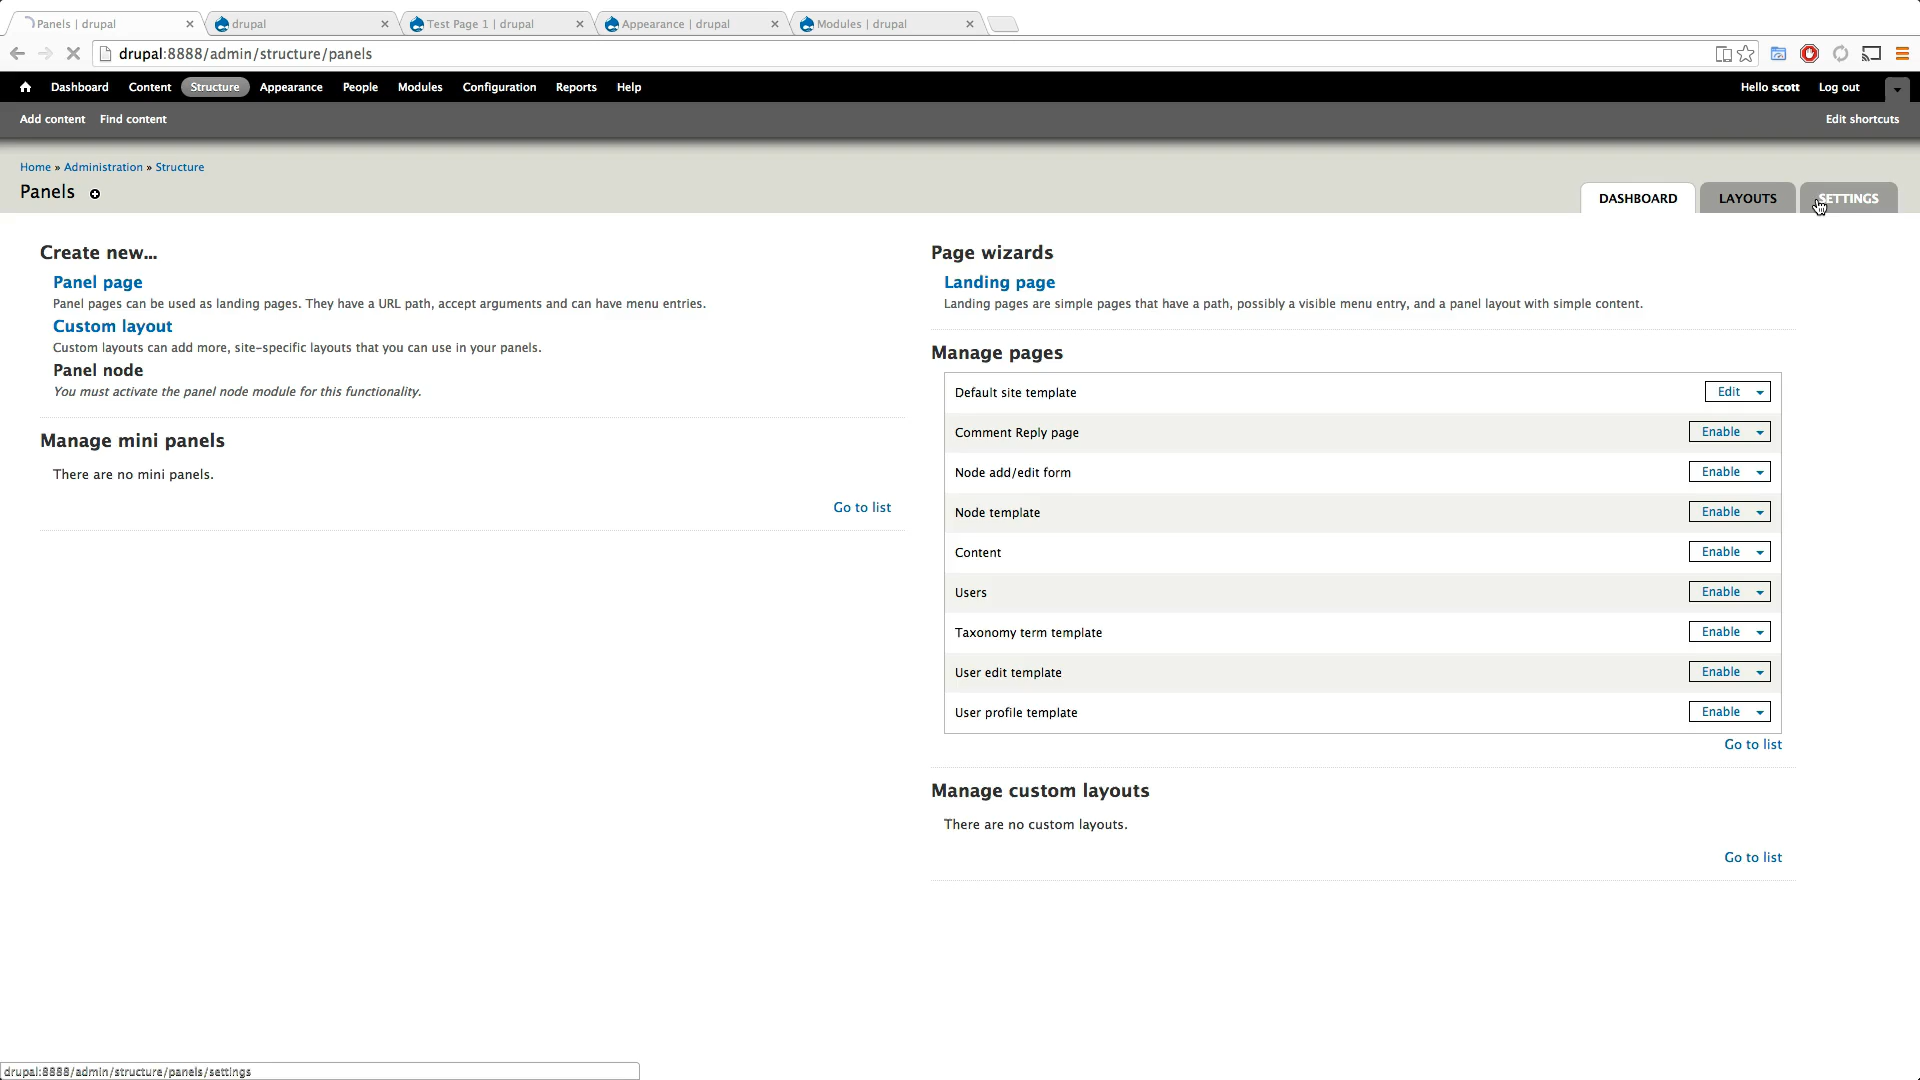 Panels | drupal
drupal
Test Page 1 | drupal
Appearance | drupal
Modules | drupal
drupal:8888/admin/structure/panels
Dashboard Content Structure Appearance People Modules Configuration Reports Help
Hello scott Log out
Add content Find content
Edit shortcuts
Home » Administration » Structure
Panels
DASHBOARD LAYOUTS SETTINGS
Create new...
Panel page
Panel pages can be used as landing pages. They have a URL path, accept arguments and can have menu entries.
Custom layout
Custom layouts can add more, site-specific layouts that you can use in your panels.
Panel node
You must activate the panel node module for this functionality.
Manage mini panels
There are no mini panels.
Go to list
Page wizards
Landing page
Landing pages are simple pages that have a path, possibly a visible menu entry, and a panel layout with simple content.
Manage pages
Default site template Edit
Comment Reply page Enable
Node add/edit form Enable
Node template Enable
Content Enable
Users Enable
Taxonomy term template Enable
User edit template Enable
User profile template Enable
Go to list
Manage custom layouts
There are no custom layouts.
Go to list
drupal:8888/admin/structure/panels/settings